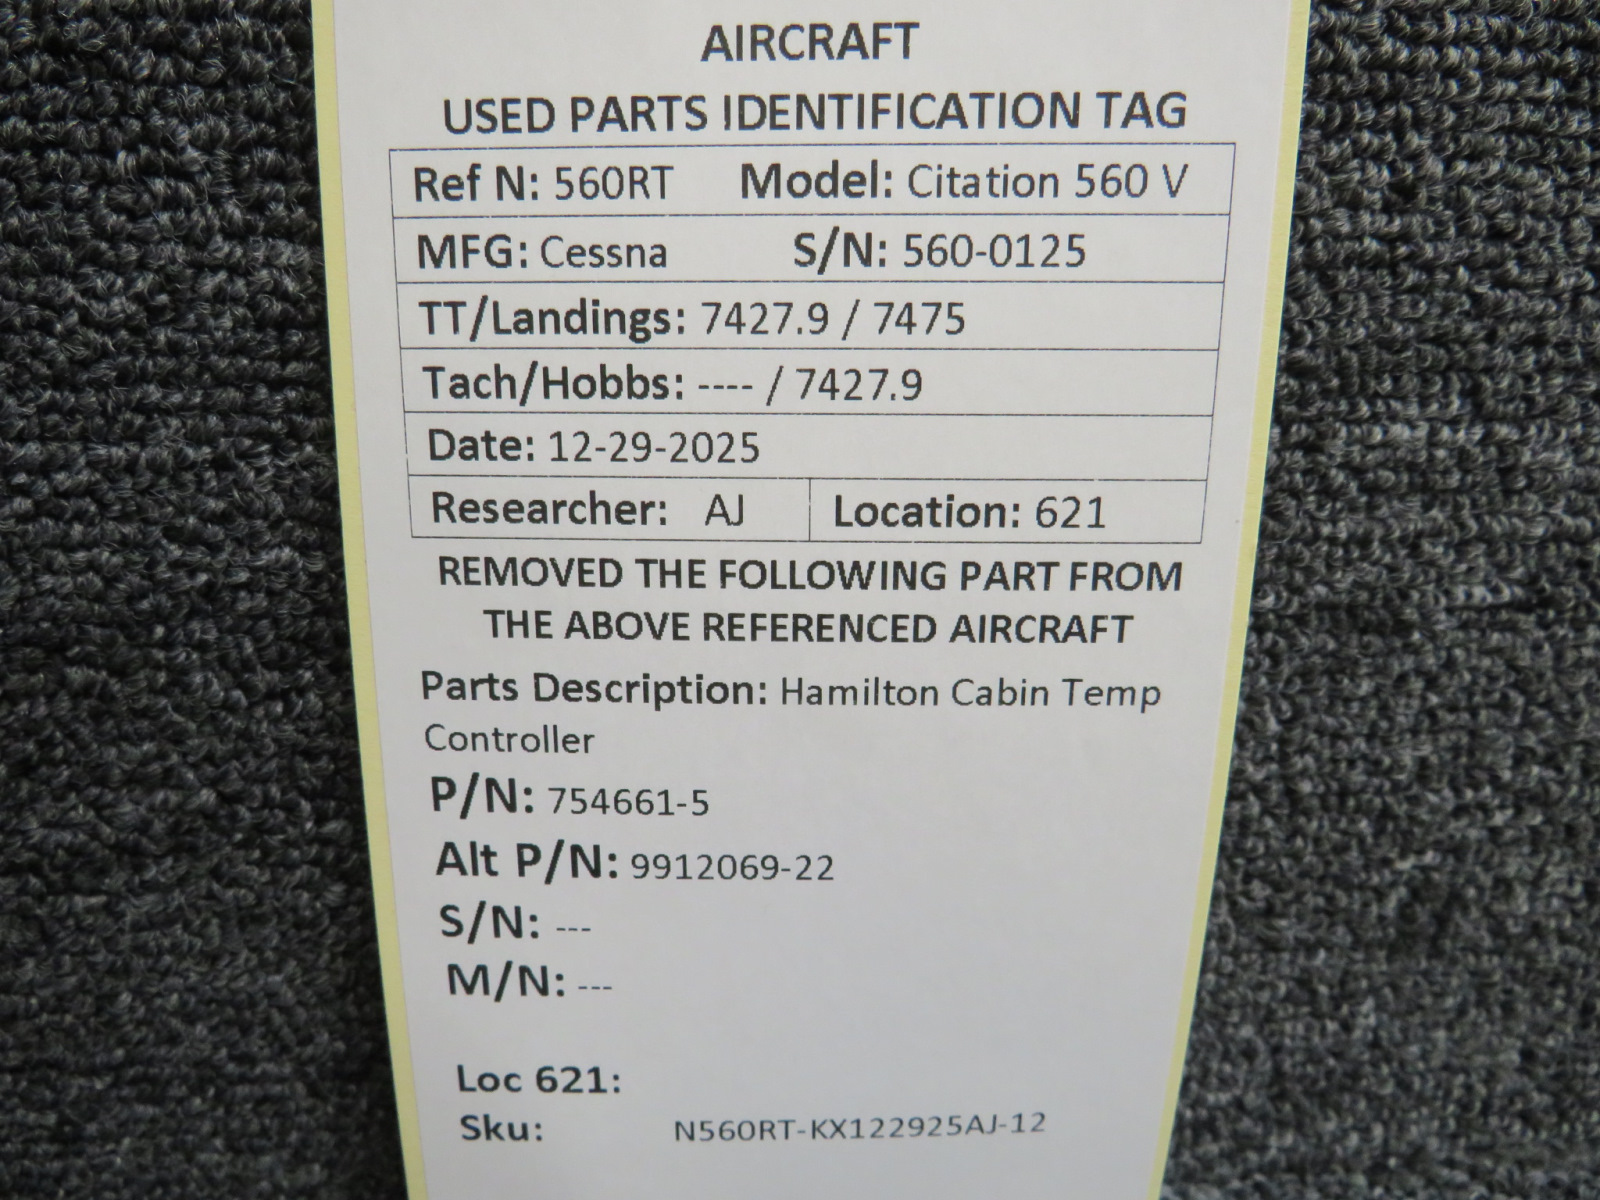 AIRCRAFT
USED PARTS IDENTIFICATION TAG
Ref N: 560RT Model: Citation 560 V
MFG: Cessna S/N: 560-0125
TT/Landings: 7427.9 / 7475
Tach/Hobbs: ---- / 7427.9
Date: 12-29-2025
Researcher: AJ Location: 621
REMOVED THE FOLLOWING PART FROM
THE ABOVE REFERENCED AIRCRAFT
Parts Description: Hamilton Cabin Temp
Controller
P/N: 754661-5
Alt P/N: 9912069-22
S/N: ---
M/N: ---
Loc 621:
Sku: N560RT-KX122925AJ-12